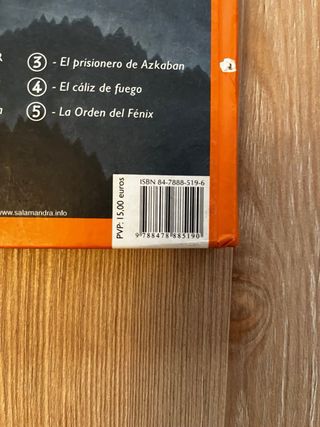 R
3 - El prisionero de Azkaban
4 - El cáliz de fuego
n
5 - La Orden del Fénix
www.salamandra.info
PVP: 15,00 euros
ISBN 84-7888-519-6
9 788478 885190